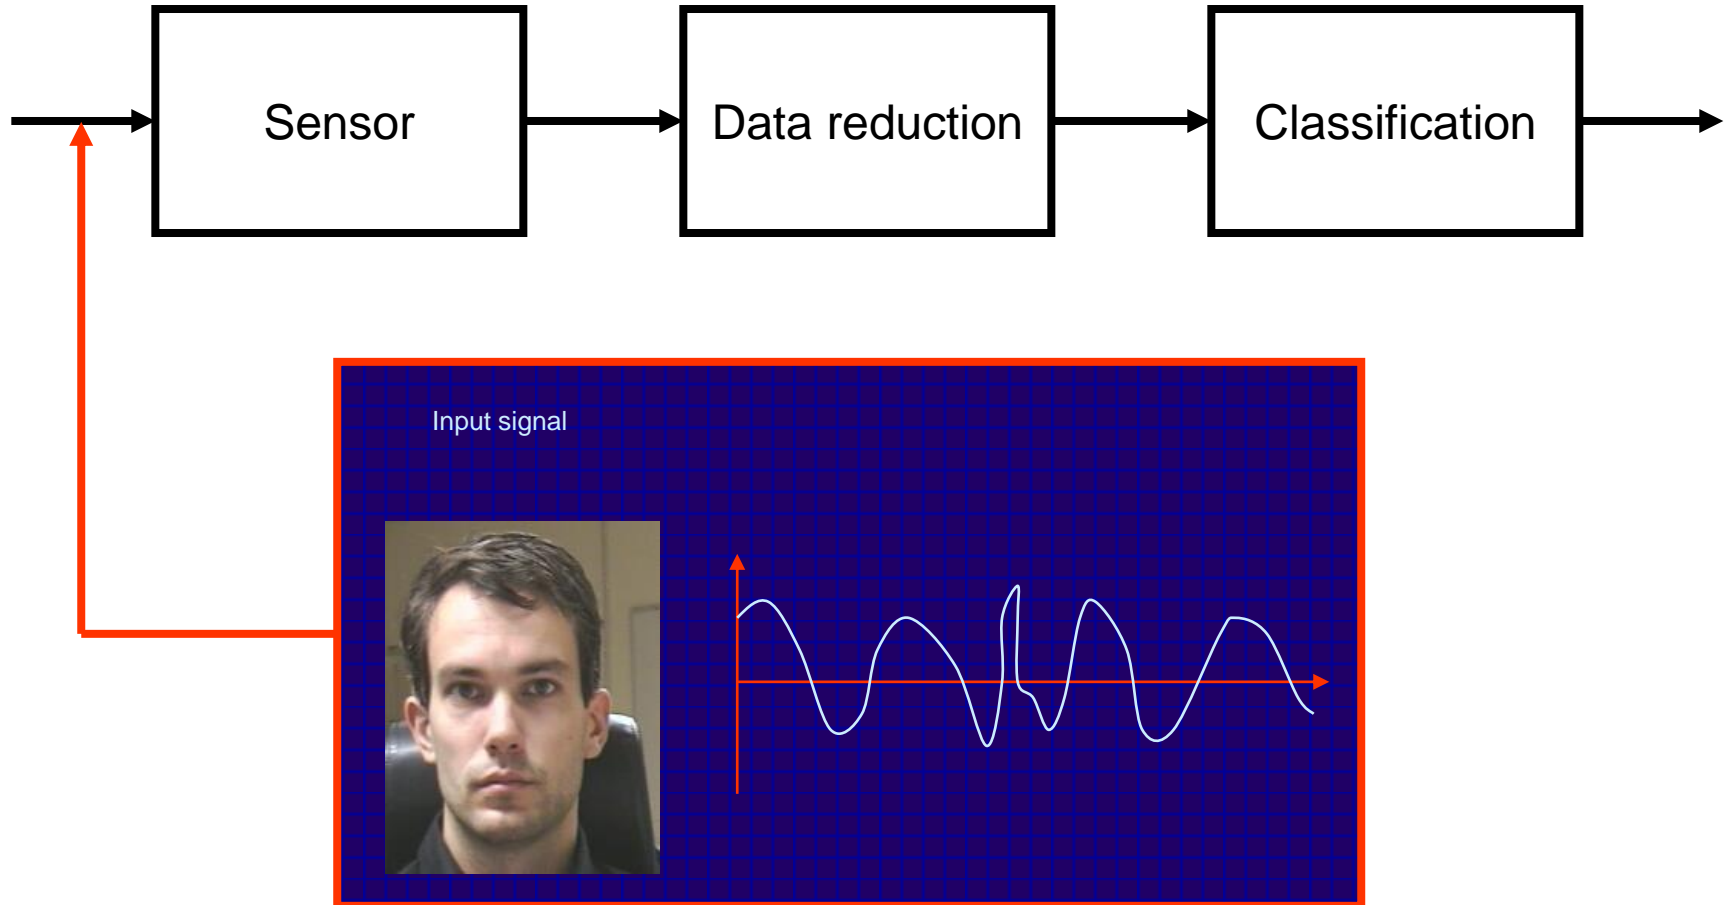 Sensor
Data reduction
Classification
Input signal